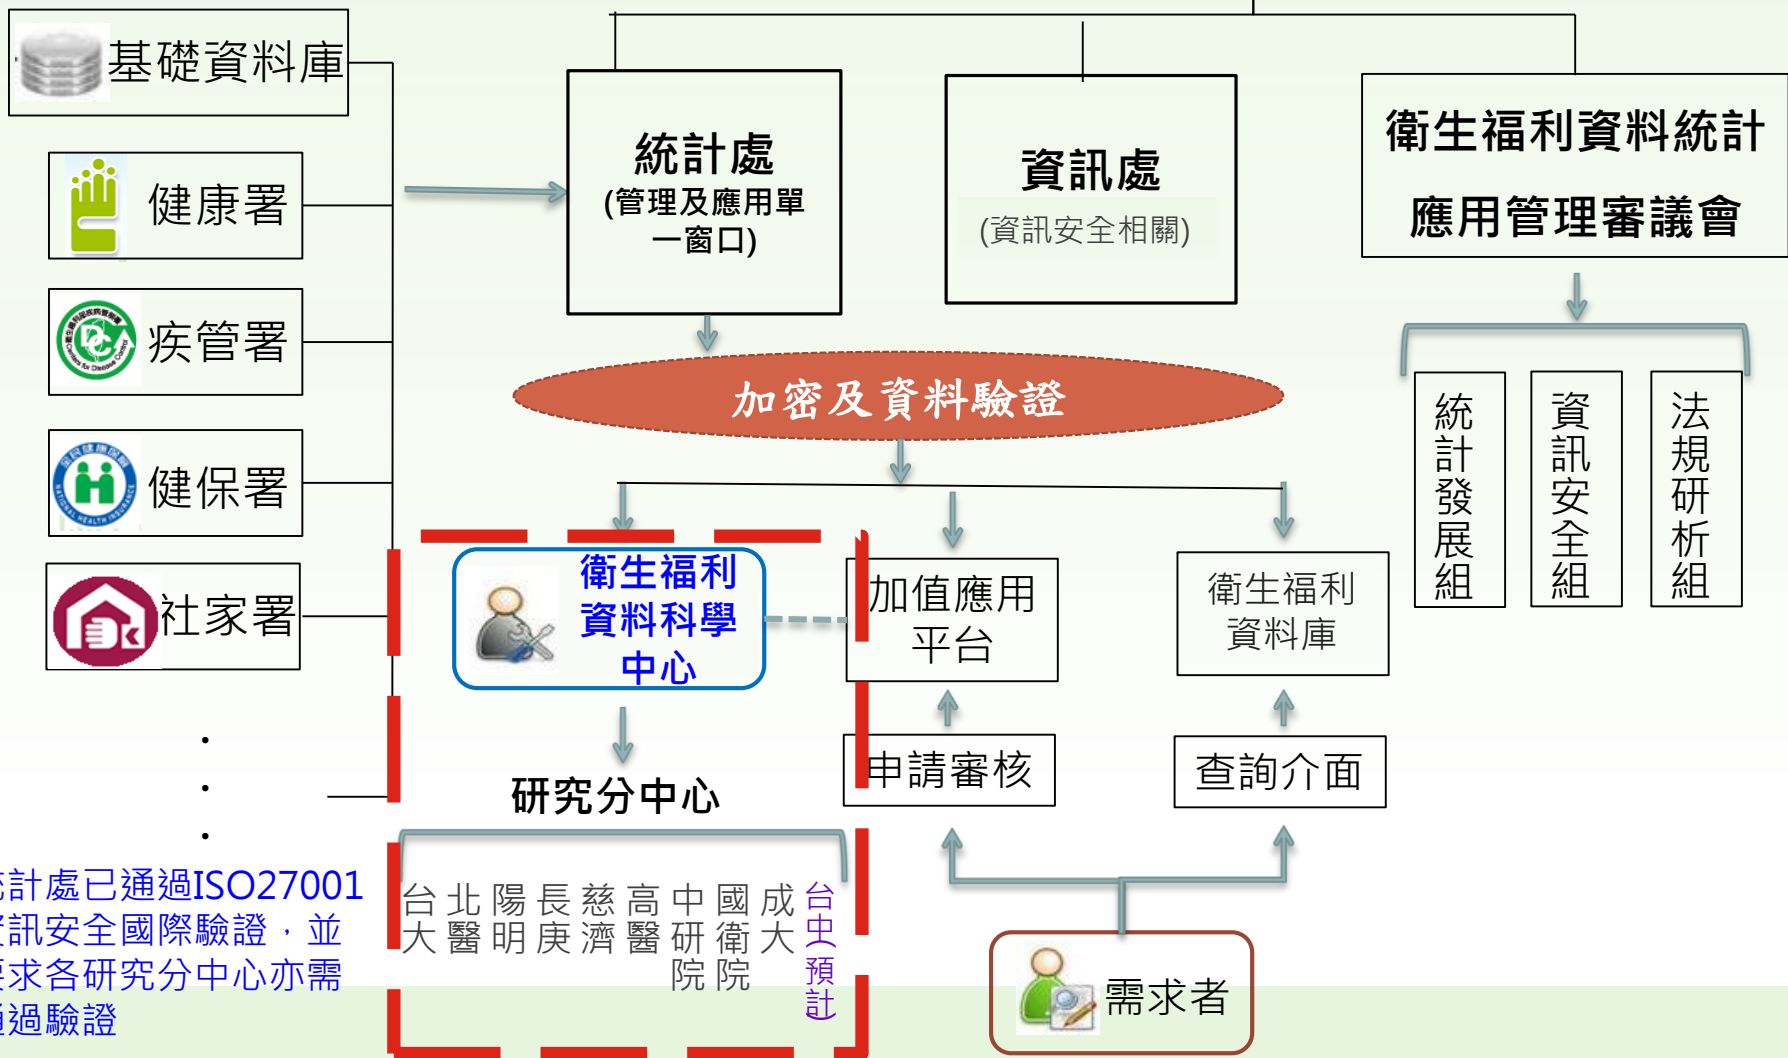 基礎資料庫
健康署
疾管署
健保署
社家署
．
．
．
統計處
(管理及應用單
一窗口)
資訊處
(資訊安全相關)
衛生福利資料統計
應用管理審議會
統計發展組
資訊安全組
法規研析組
加密及資料驗證
衛生福利
資料科學
中心
加值應用
平台
衛生福利
資料庫
申請審核
查詢介面
研究分中心
台大
北醫
陽明
長庚
慈濟
高醫
中研院
國衛院
成大
台中(預計)
需求者
統計處已通過ISO27001
資訊安全國際驗證，並
要求各研究分中心亦需
通過驗證